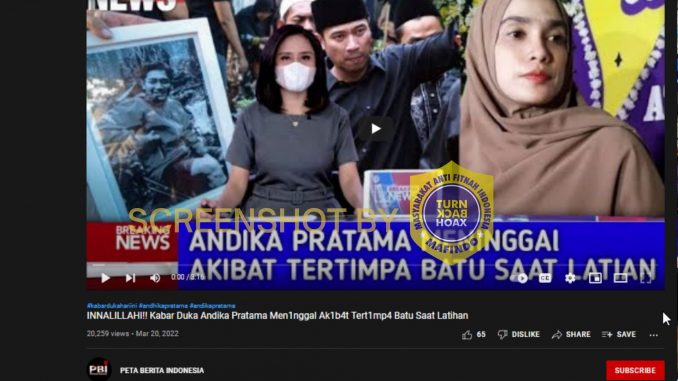 NEWS
SCREENSHOT BY
MASYARAKAT ANTI FITNAH INDONESIA
TURN
BACK
HOAX
MAFINDO
BREAKING
NEWS
ANDIKA PRATAMA MENINGGAL
AKIBAT TERTIMPA BATU SAAT LATIAN
0:00 / 8:16
#kabardukahariini #andhikapratama #andikapratama
INNALILLAHI!! Kabar Duka Andika Pratama Men1nggal Ak1b4t Tert1mp4 Batu Saat Latihan
20,259 views • Mar 20, 2022
65
DISLIKE
SHARE
SAVE
PBI
PETA BERITA INDONESIA
SUBSCRIBE